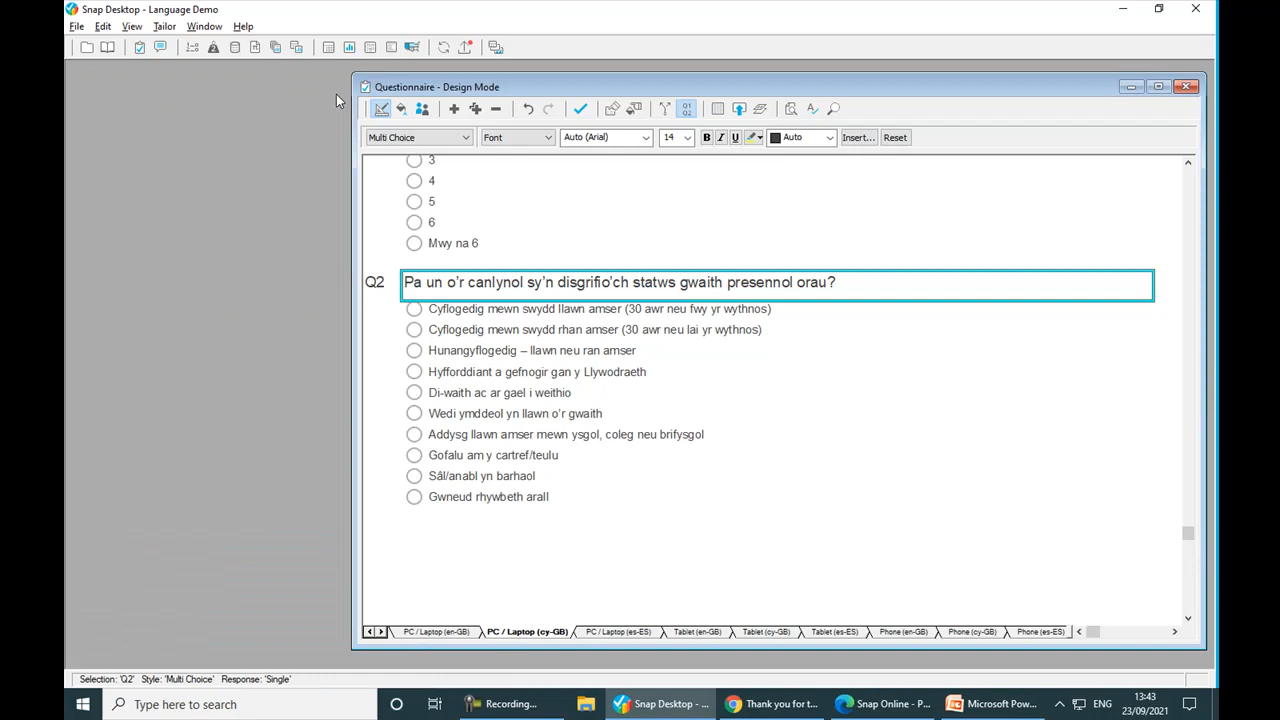 Snap Desktop - Language Demo
File Edit View Tailor Window Help
Questionnaire - Design Mode
Q1
Q2
Multi Choice Font Auto (Arial) 14 B I U Auto Insert... Reset
3
4
5
6
Mwy na 6
Q2 Pa un o’r canlynol sy’n disgrifio’ch statws gwaith presennol orau?
Cyflogedig mewn swydd llawn amser (30 awr neu fwy yr wythnos)
Cyflogedig mewn swydd rhan amser (30 awr neu lai yr wythnos)
Hunangyflogedig – llawn neu ran amser
Hyfforddiant a gefnogir gan y Llywodraeth
Di-waith ac ar gael i weithio
Wedi ymddeol yn llawn o’r gwaith
Addysg llawn amser mewn ysgol, coleg neu brifysgol
Gofalu am y cartref/teulu
Sâl/anabl yn barhaol
Gwneud rhywbeth arall
PC / Laptop (en-GB) PC / Laptop (cy-GB) PC / Laptop (es-ES) Tablet (en-GB) Tablet (cy-GB) Tablet (es-ES) Phone (en-GB) Phone (cy-GB) Phone (es-ES)
Selection: 'Q2' Style: 'Multi Choice' Response: 'Single'
Type here to search Recording... Snap Desktop - ... Thank you for t... Snap Online - P... Microsoft Pow... ENG 13:43
23/09/2021